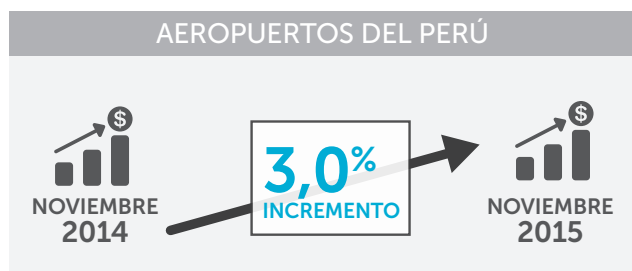 AEROPUERTOS DEL PERÚ
$
NOVIEMBRE
2014
3,0%
INCREMENTO
$
NOVIEMBRE
2015